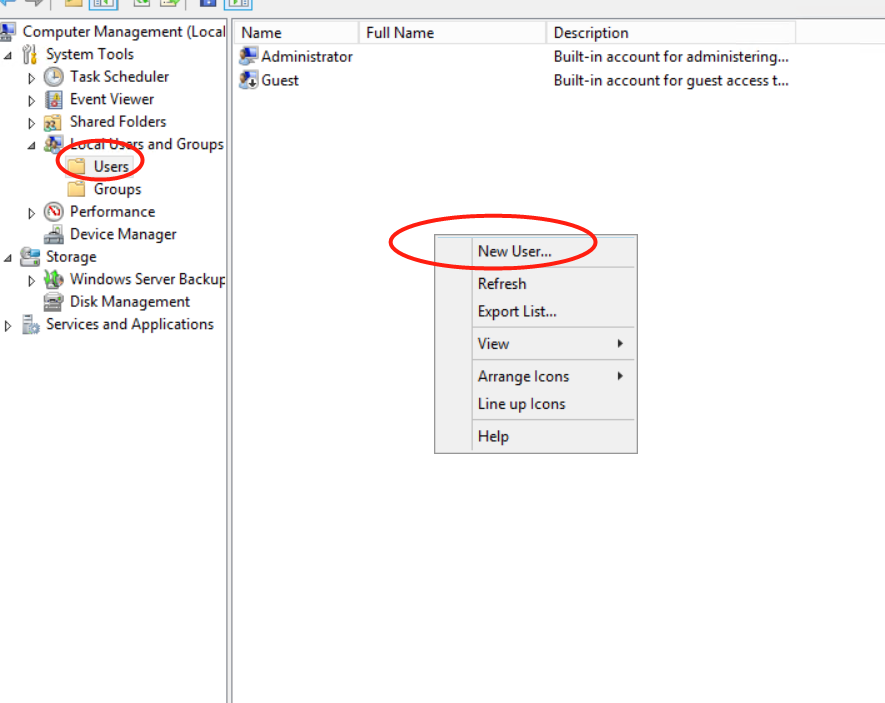 Computer Management (Local
System Tools
Task Scheduler
Event Viewer
Shared Folders
Local Users and Groups
Users
Groups
Performance
Device Manager
Storage
Windows Server Backup
Disk Management
Services and Applications
Name Full Name Description
Administrator Built-in account for administering...
Guest Built-in account for guest access t...
New User...
Refresh
Export List...
View
Arrange Icons
Line up Icons
Help